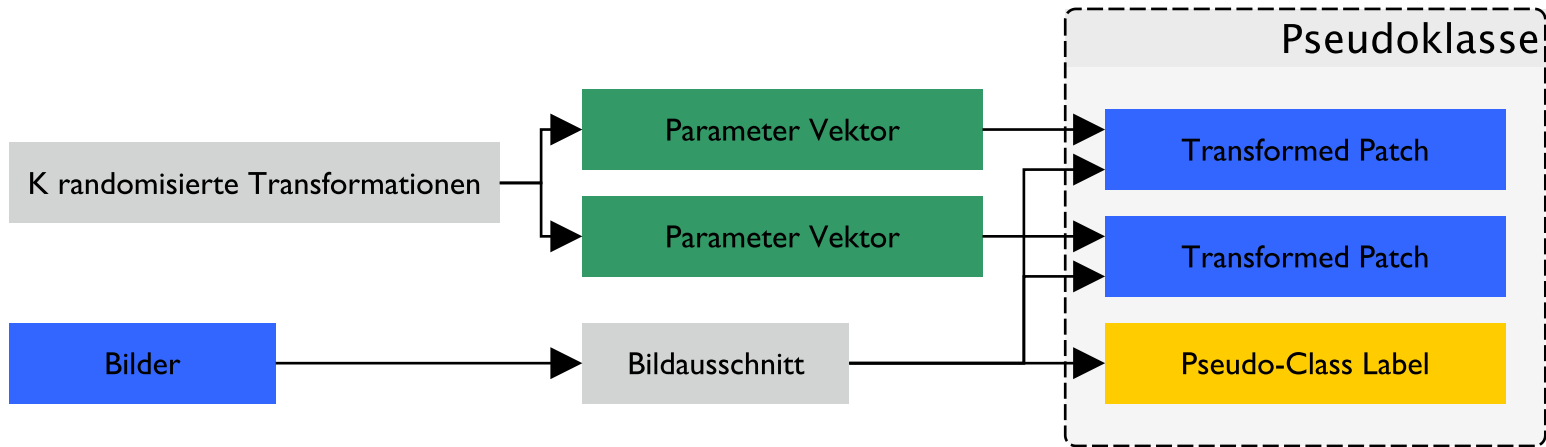 Pseudoklasse
Parameter Vektor
Transformed Patch
K randomisierte Transformationen
Parameter Vektor
Transformed Patch
Bilder
Bildausschnitt
Pseudo-Class Label